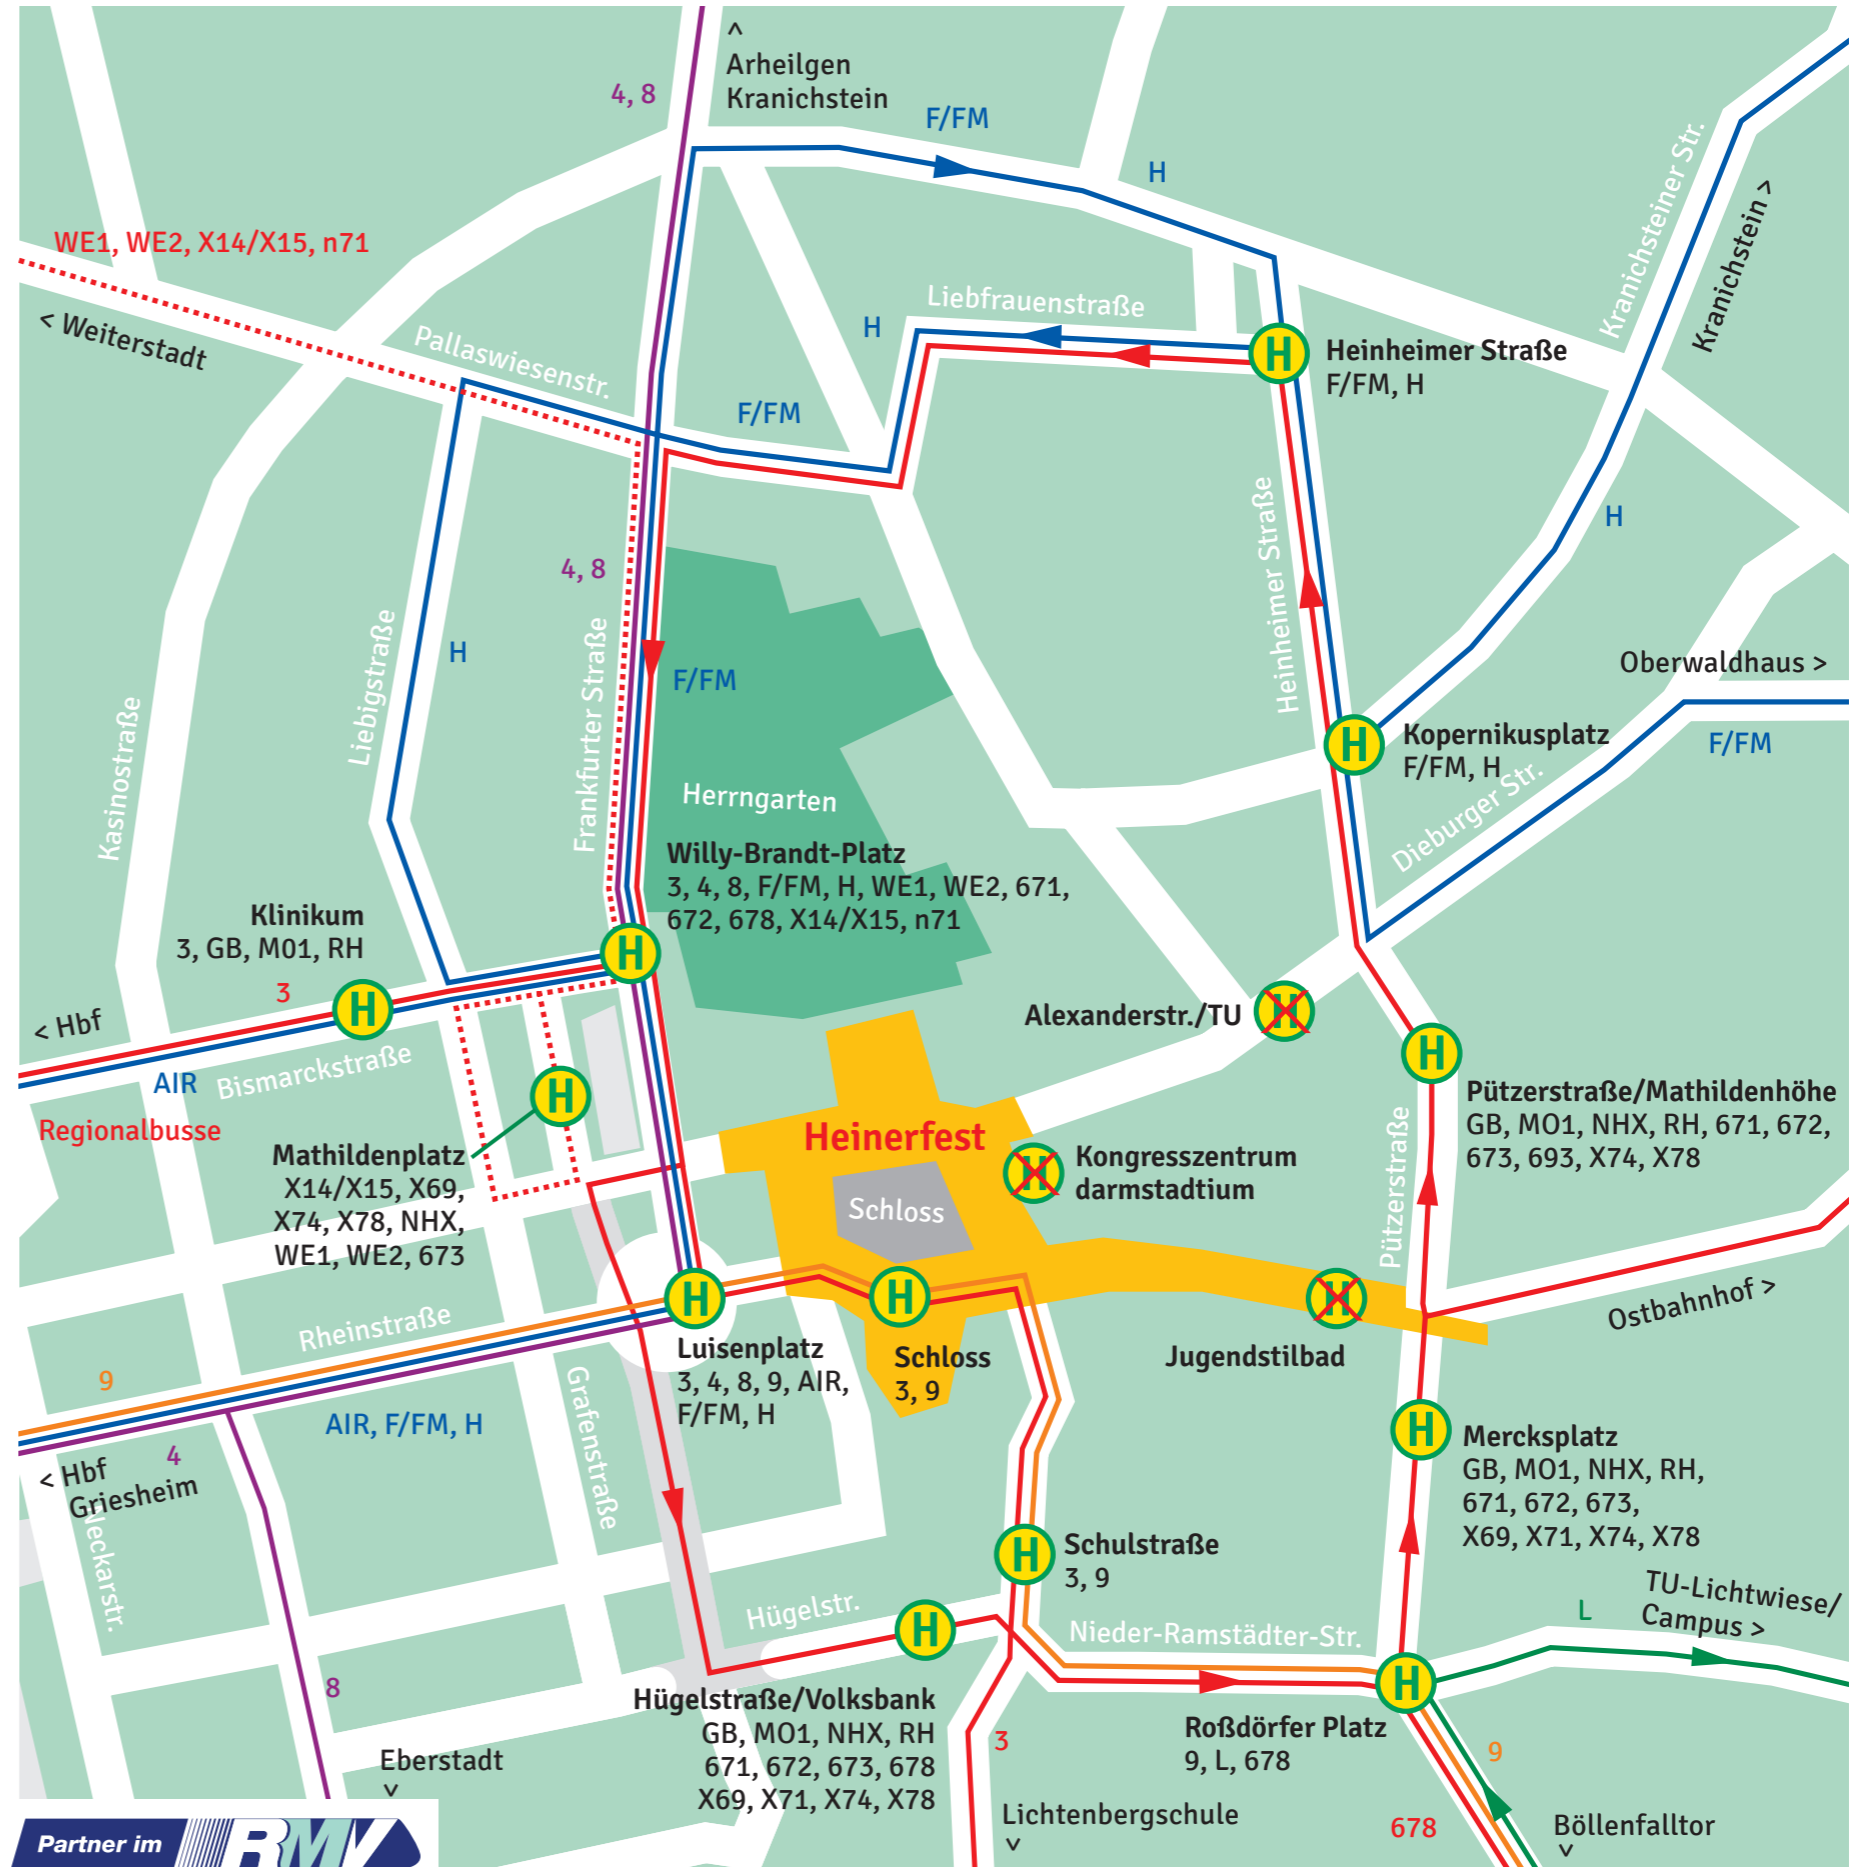 ^
Arheilgen
Kranichstein
4, 8
F/FM
H
Kranichsteiner Str.
Kranichstein >
WE1, WE2, X14/X15, n71
< Weiterstadt
Pallaswiesenstr.
Liebfrauenstraße
H
H
Heinheimer Straße
F/FM, H
F/FM
H
4, 8
Heinheimer Straße
Liebigstraße
H
Frankfurter Straße
F/FM
Oberwaldhaus >
F/FM
Kasinostraße
H
Kopernikusplatz
F/FM, H
Dieburger Str.
Herrngarten
Willy-Brandt-Platz
3, 4, 8, F/FM, H, WE1, WE2, 671,
672, 678, X14/X15, n71
H
Klinikum
3, GB, M01, RH
3
H
< Hbf
AIR
Bismarckstraße
Regionalbusse
Alexanderstr./TU
H
H
Pützerstraße/Mathildenhöhe
GB, MO1, NHX, RH, 671, 672,
673, 693, X74, X78
Pützerstraße
H
Mathildenplatz
X14/X15, X69,
X74, X78, NHX,
WE1, WE2, 673
Heinerfest
H
Kongresszentrum
darmstadtium
Schloss
Ostbahnhof >
H
Jugendstilbad
Rheinstraße
9
AIR, F/FM, H
4
< Hbf
Griesheim
Neckarstr.
Grafenstraße
H
Luisenplatz
3, 4, 8, 9, AIR,
F/FM, H
H
Schloss
3, 9
H
Mercksplatz
GB, MO1, NHX, RH,
671, 672, 673,
X69, X71, X74, X78
H
Schulstraße
3, 9
Hügelstr.
H
Nieder-Ramstädter-Str.
L
TU-Lichtwiese/
Campus >
8
Hügelstraße/Volksbank
GB, MO1, NHX, RH
671, 672, 673, 678
X69, X71, X74, X78
3
H
Roßdörfer Platz
9, L, 678
9
Eberstadt
v
Lichtenbergschule
v
678
Böllenfalltor
v
Partner im
RMV